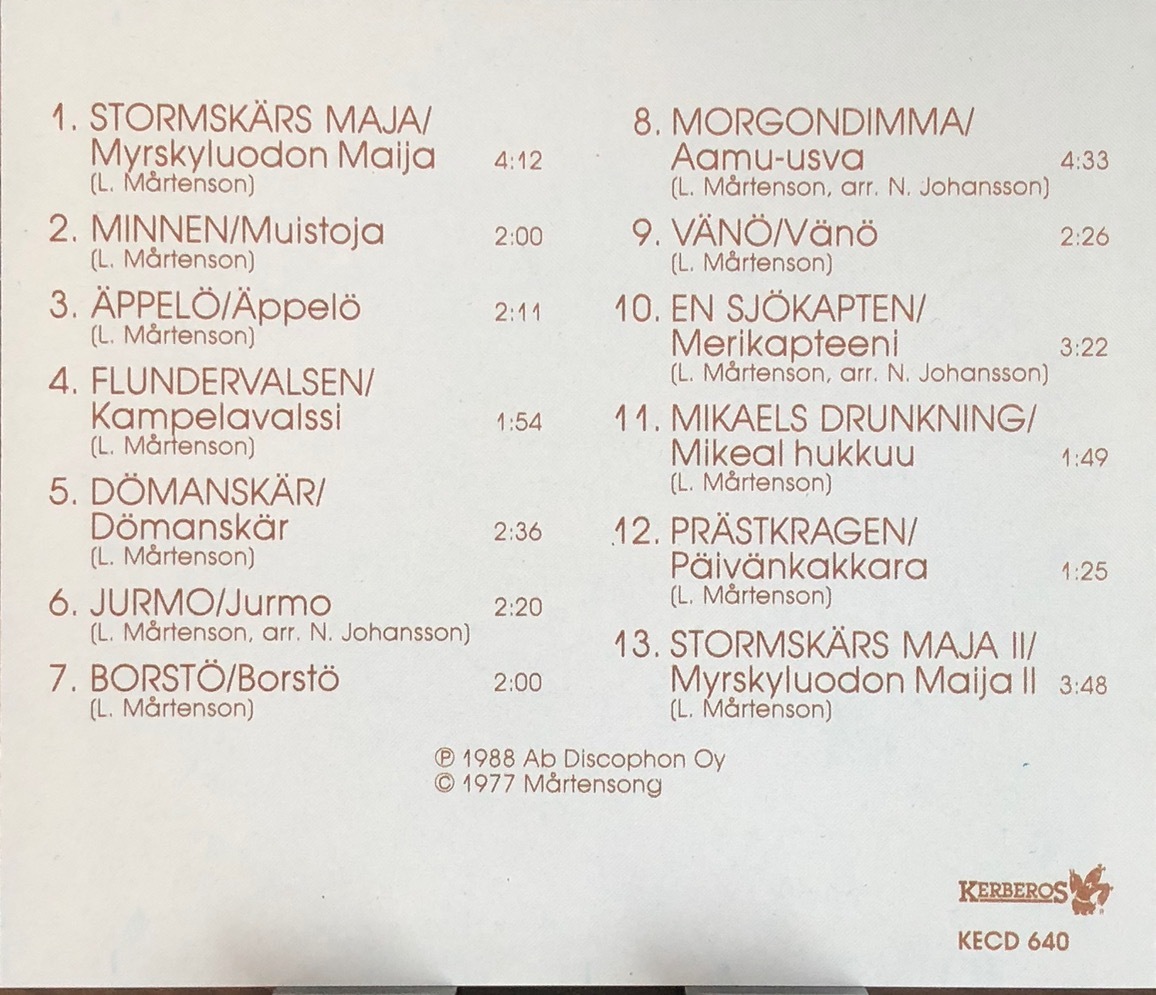 1. STORMSKÄRS MAJA/
Myrskyluodon Maija 4:12
(L. Mårtenson)
2. MINNEN/Muistoja 2:00
(L. Mårtenson)
3. ÄPPELÖ/Äppelö 2:11
(L. Mårtenson)
4. FLUNDERVALSEN/
Kampelavalssi 1:54
(L. Mårtenson)
5. DÖMANSKÄR/
Dömanskär 2:36
(L. Mårtenson)
6. JURMO/Jurmo 2:20
(L. Mårtenson, arr. N. Johansson)
7. BORSTÖ/Borstö 2:00
(L. Mårtenson)
8. MORGONDIMMA/
Aamu-usva 4:33
(L. Mårtenson, arr. N. Johansson)
9. VÄNÖ/Vänö 2:26
(L. Mårtenson)
10. EN SJÖKAPTEN/
Merikapteeni 3:22
(L. Mårtenson, arr. N. Johansson)
11. MIKAELS DRUNKNING/
Mikeal hukkuu 1:49
(L. Mårtenson)
12. PRÄSTKRAGEN/
Päivänkakkara 1:25
(L. Mårtenson)
13. STORMSKÄRS MAJA II/
Myrskyluodon Maija II 3:48
(L. Mårtenson)
℗ 1988 Ab Discophon Oy
© 1977 Mårtensong
KERBEROS ®
KECD 640